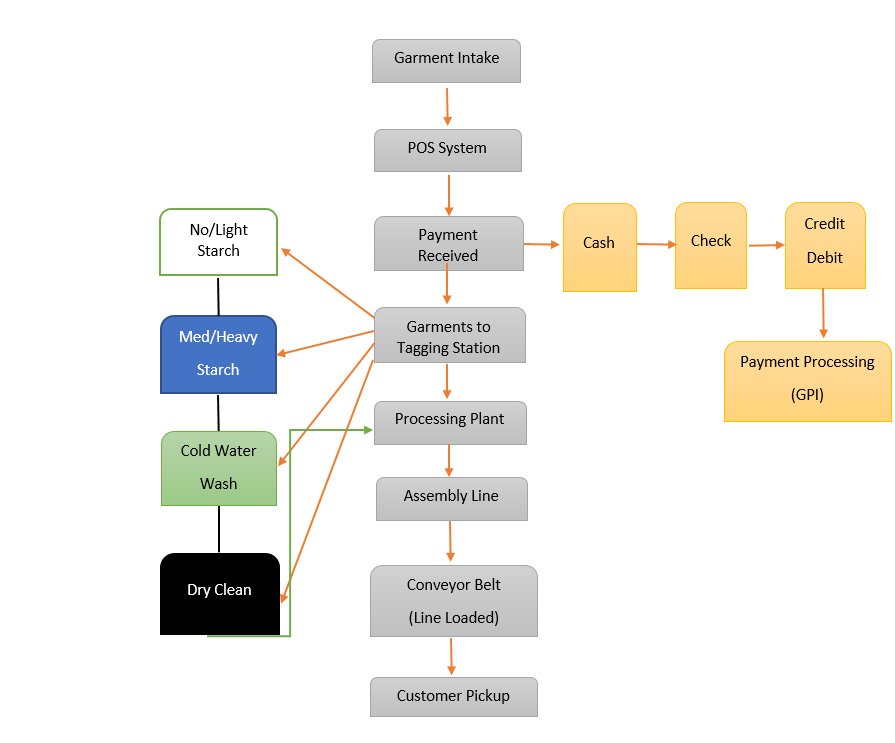 Garment Intake
POS System
Payment
Received
Cash
Check
Credit
Debit
Payment Processing
(GPI)
Garments to
Tagging Station
No/Light
Starch
Med/Heavy
Starch
Cold Water
Wash
Dry Clean
Processing Plant
Assembly Line
Conveyor Belt
(Line Loaded)
Customer Pickup